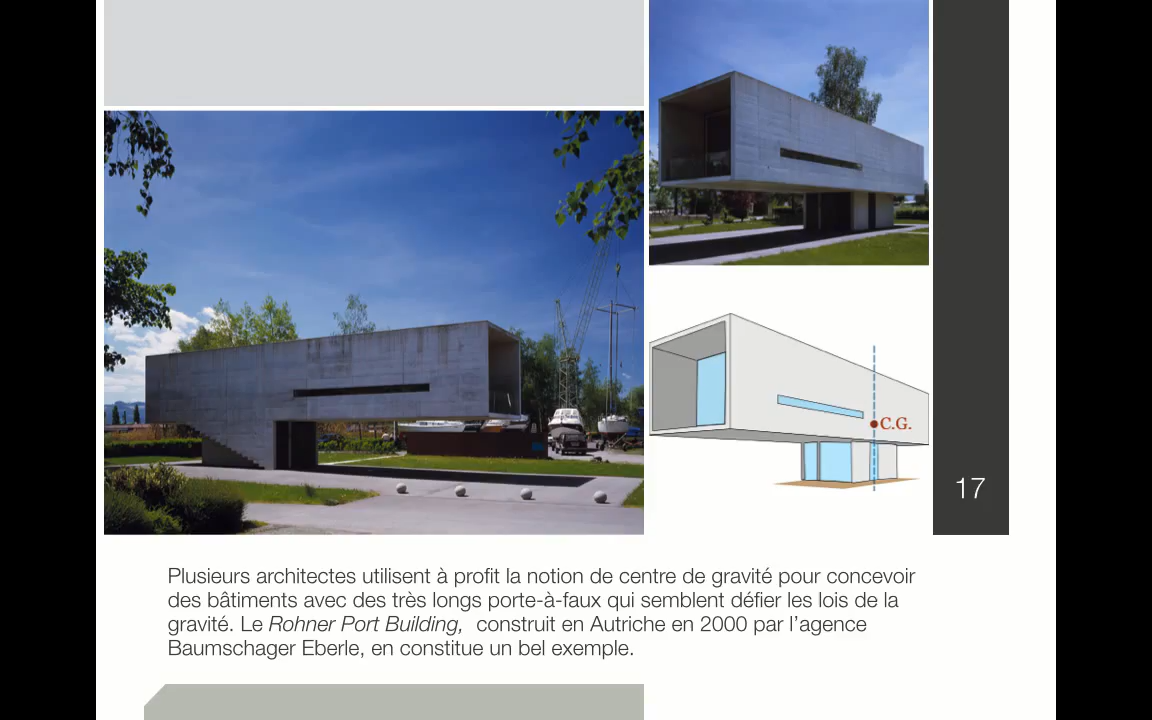 C.G.
17
Plusieurs architectes utilisent à profit la notion de centre de gravité pour concevoir
des bâtiments avec des très longs porte-à-faux qui semblent défier les lois de la
gravité. Le Rohner Port Building, construit en Autriche en 2000 par l'agence
Baumschager Eberle, en constitue un bel exemple.